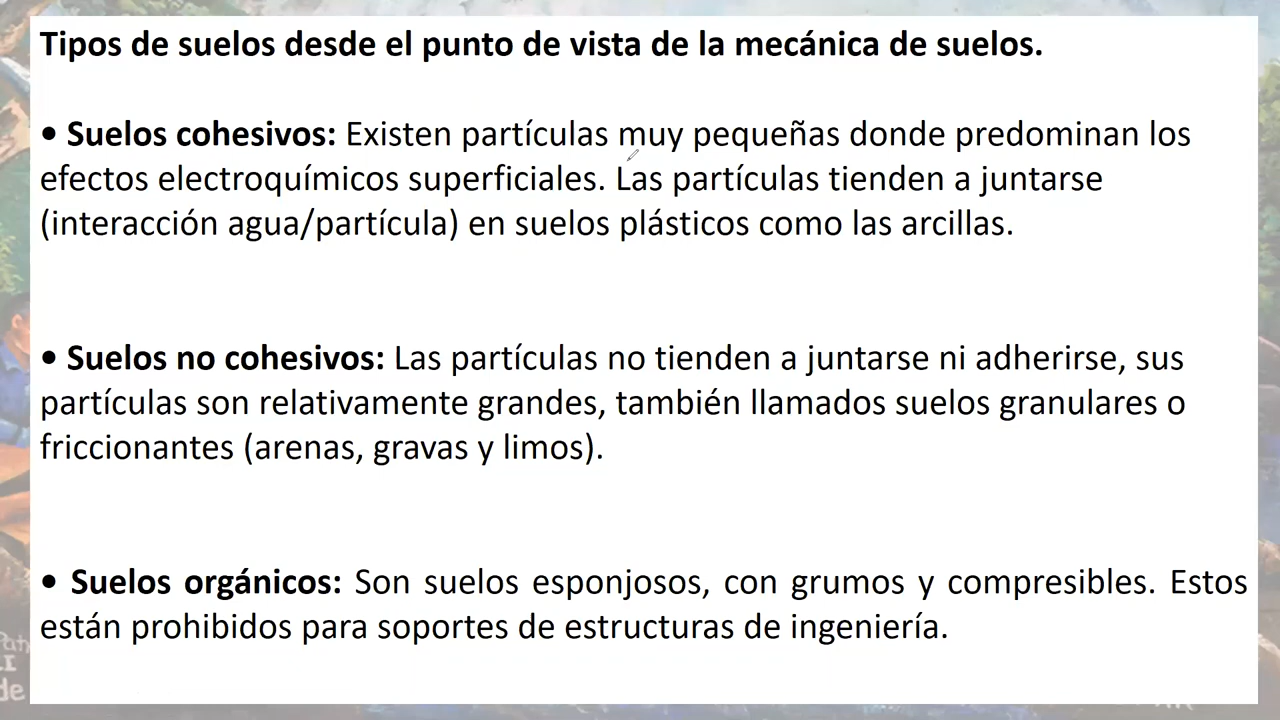 Tipos de suelos desde el punto de vista de la mecánica de suelos.
• Suelos cohesivos: Existen partículas muy pequeñas donde predominan los
efectos electroquímicos superficiales. Las partículas tienden a juntarse
(interacción agua/partícula) en suelos plásticos como las arcillas.
• Suelos no cohesivos: Las partículas no tienden a juntarse ni adherirse, sus
partículas son relativamente grandes, también llamados suelos granulares o
friccionantes (arenas, gravas y limos).
• Suelos orgánicos: Son suelos esponjosos, con grumos y compresibles. Estos
están prohibidos para soportes de estructuras de ingeniería.
de